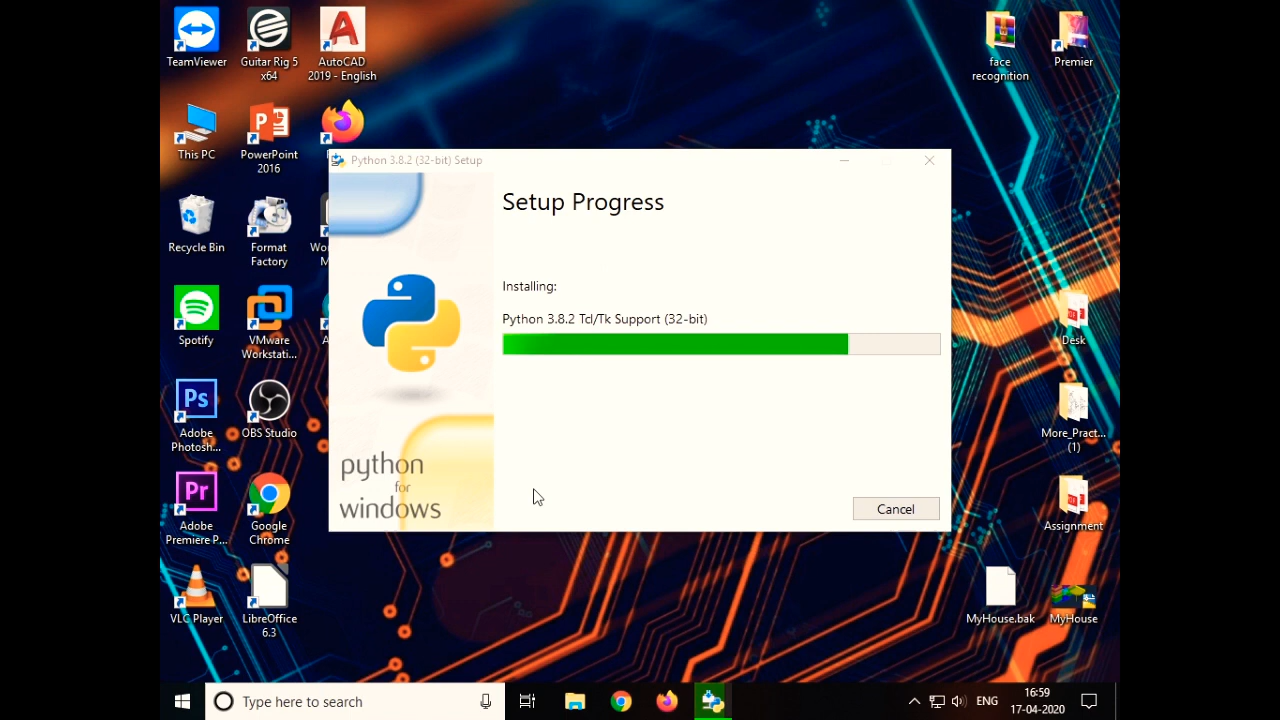 TeamViewer
Guitar Rig 5
x64
AutoCAD
2019 - English
face
recognition
Premier
This PC
PowerPoint
2016
Python 3.8.2 (32-bit) Setup
Setup Progress
Recycle Bin
Format
Factory
Installing:
Python 3.8.2 Tcl/Tk Support (32-bit)
Spotify
VMware
Workstati...
Desk
Ps
Adobe
Photosh...
OBS Studio
More_Pract...
(1)
python
for
windows
Pr
Adobe
Premiere P...
Google
Chrome
Cancel
Assignment
VLC Player
LibreOffice
6.3
MyHouse.bak
MyHouse
Type here to search
ENG
16:59
17-04-2020